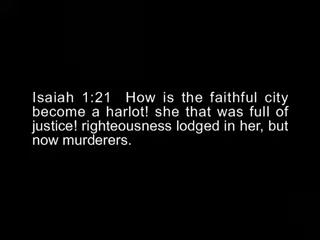 Isaiah 1:21 How is the faithful city
become a harlot! she that was full of
justice! righteousness lodged in her, but
now murderers.